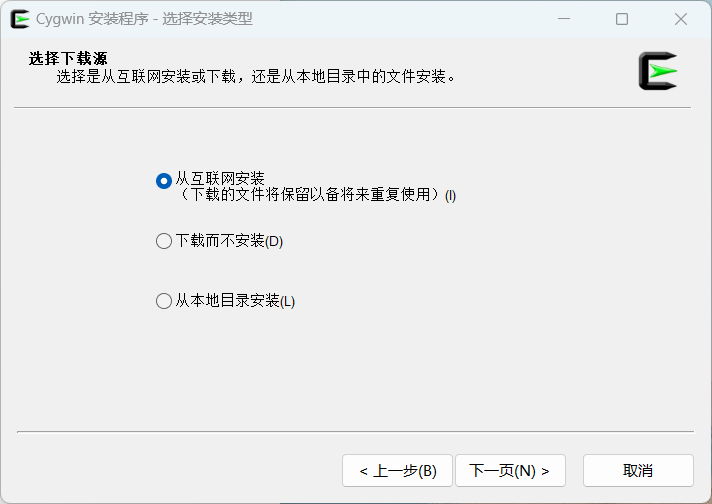 Cygwin 安装程序 - 选择安装类型
选择下载源
选择是从互联网安装或下载，还是从本地目录中的文件安装。
从互联网安装
（下载的文件将保留以备将来重复使用）(I)
下载而不安装(D)
从本地目录安装(L)
< 上一步(B)
下一页(N) >
取消